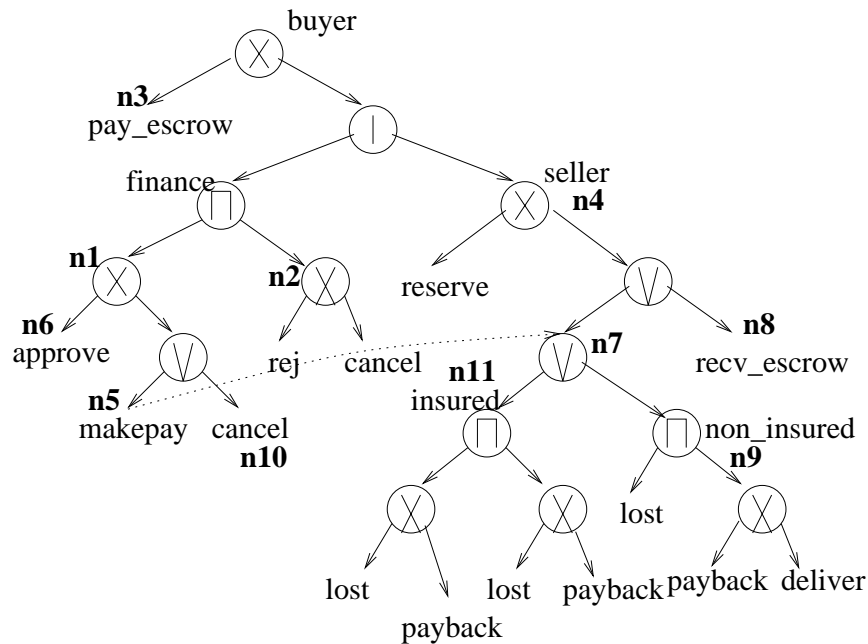 buyer
n3
pay_escrow
finance
seller
n4
n1
n2
reserve
n6
approve
rej
cancel
n7
n8
recv_escrow
n5
makepay
cancel
n10
n11
insured
non_insured
n9
lost
lost
payback
lost
payback
payback
deliver